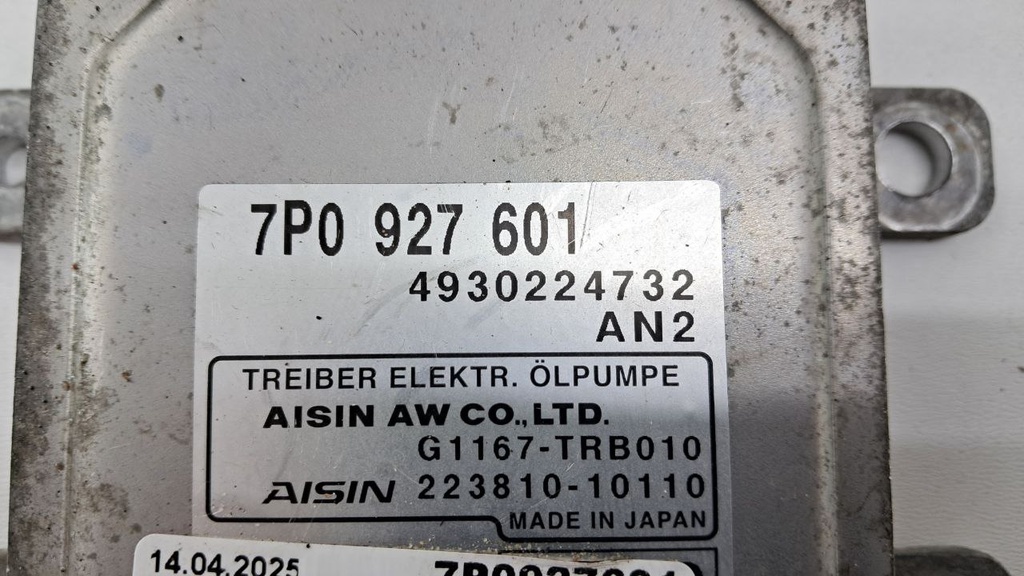 7P0 927 601
4930224732
AN2
TREIBER ELEKTR. ÖLPUMPE
AISIN AW CO.,LTD.
G1167-TRB010
AISIN 223810-10110
MADE IN JAPAN
14.04.2025
7P0927601